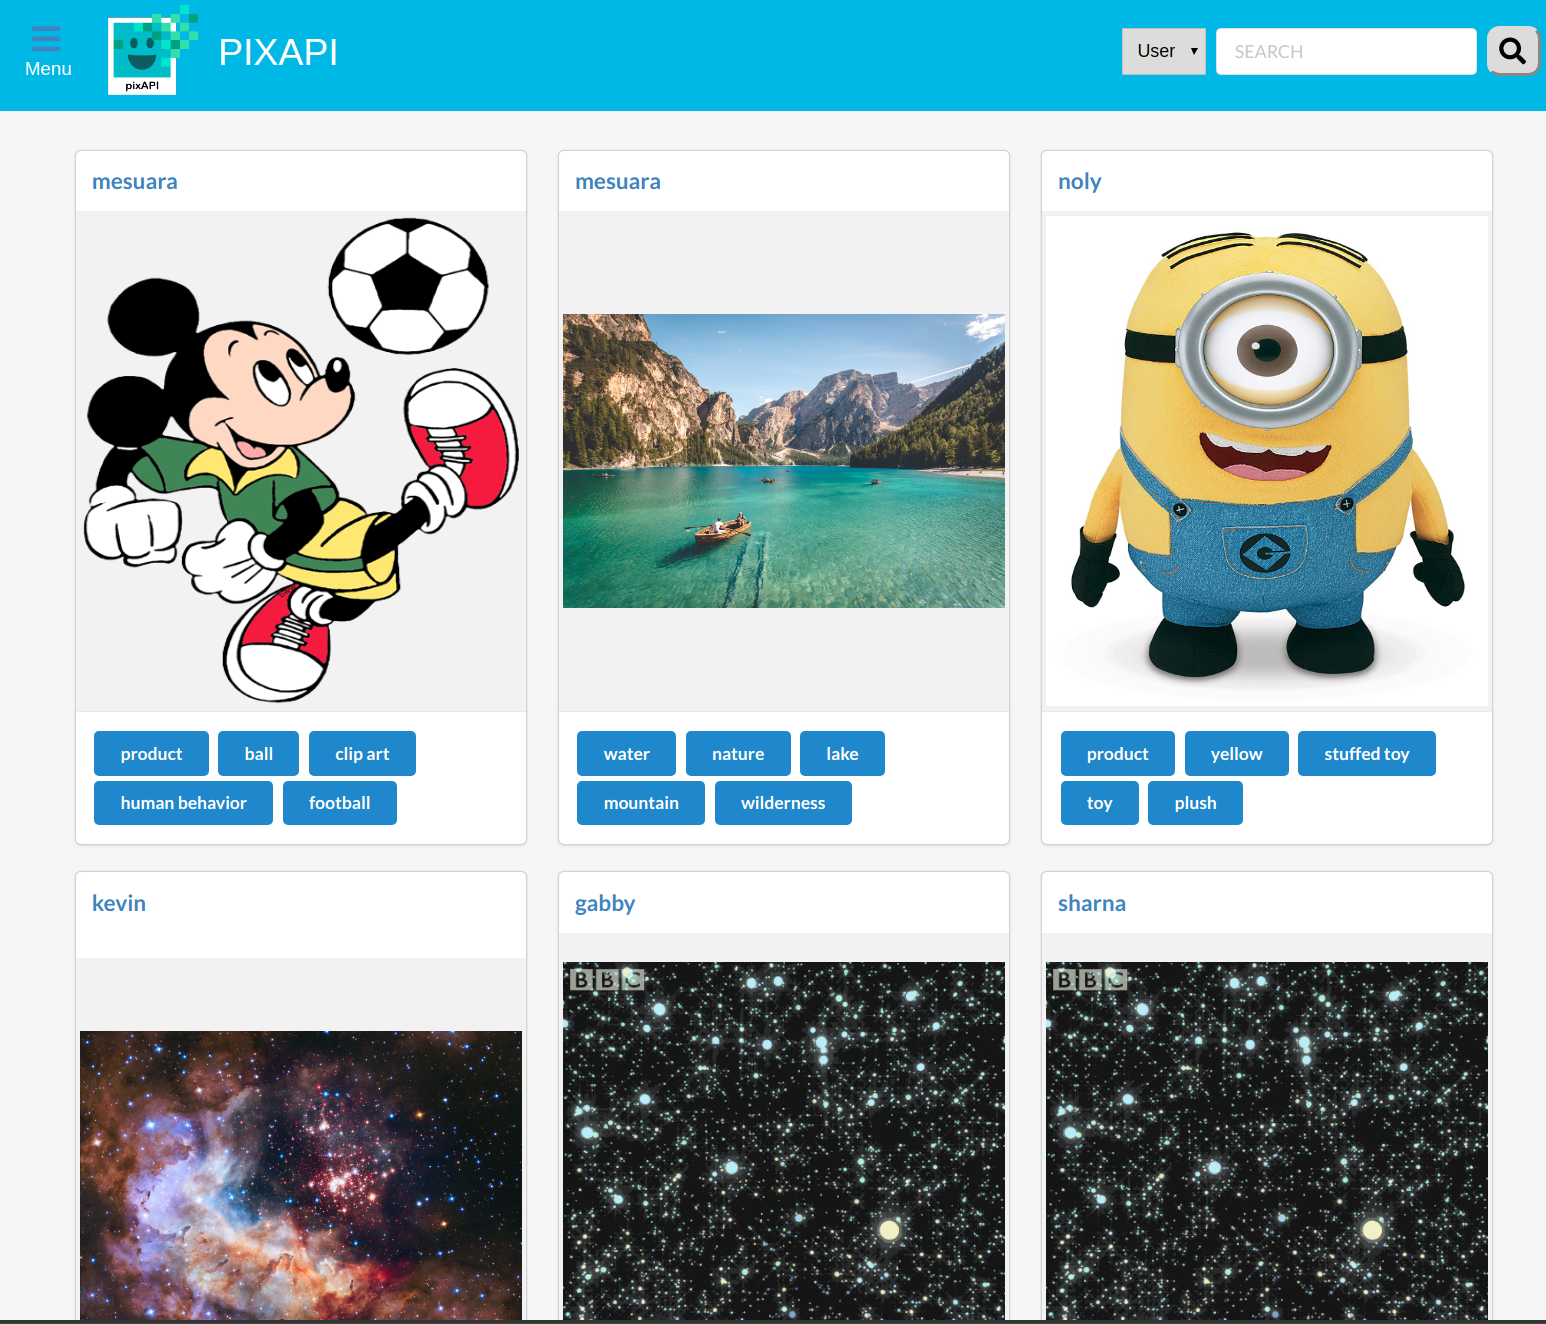 Menu
pixAPI
PIXAPI
User
SEARCH
mesuara
mesuara
noly
product ball clip art
human behavior football
water nature lake
mountain wilderness
product yellow stuffed toy
toy plush
kevin
gabby
sharna
BBC
BBC